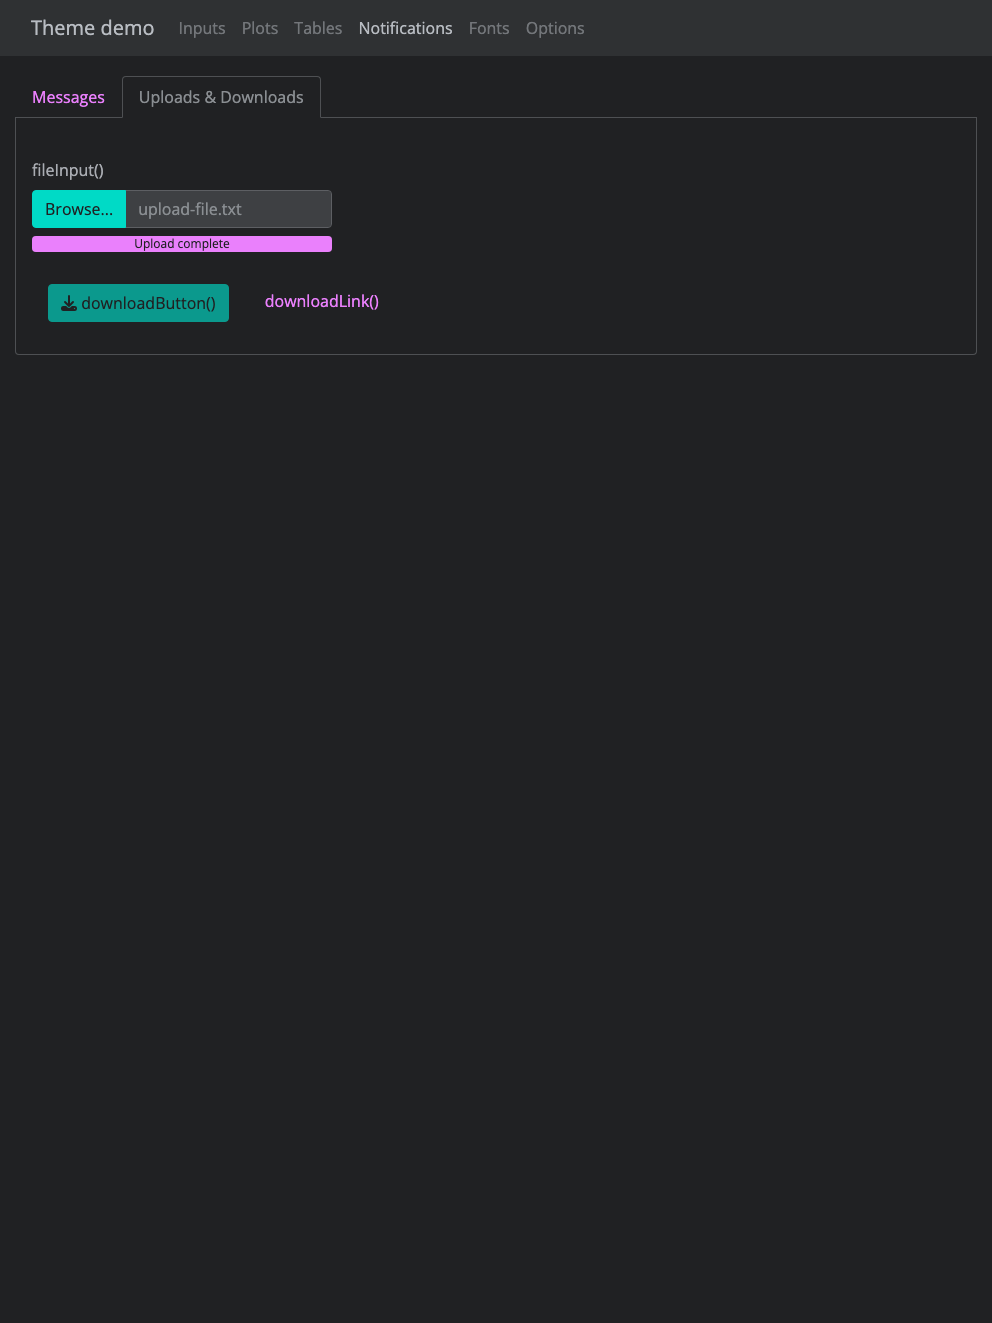 Theme demo Inputs Plots Tables Notifications Fonts Options
Messages Uploads & Downloads
fileInput()
Browse... upload-file.txt
Upload complete
downloadButton() downloadLink()